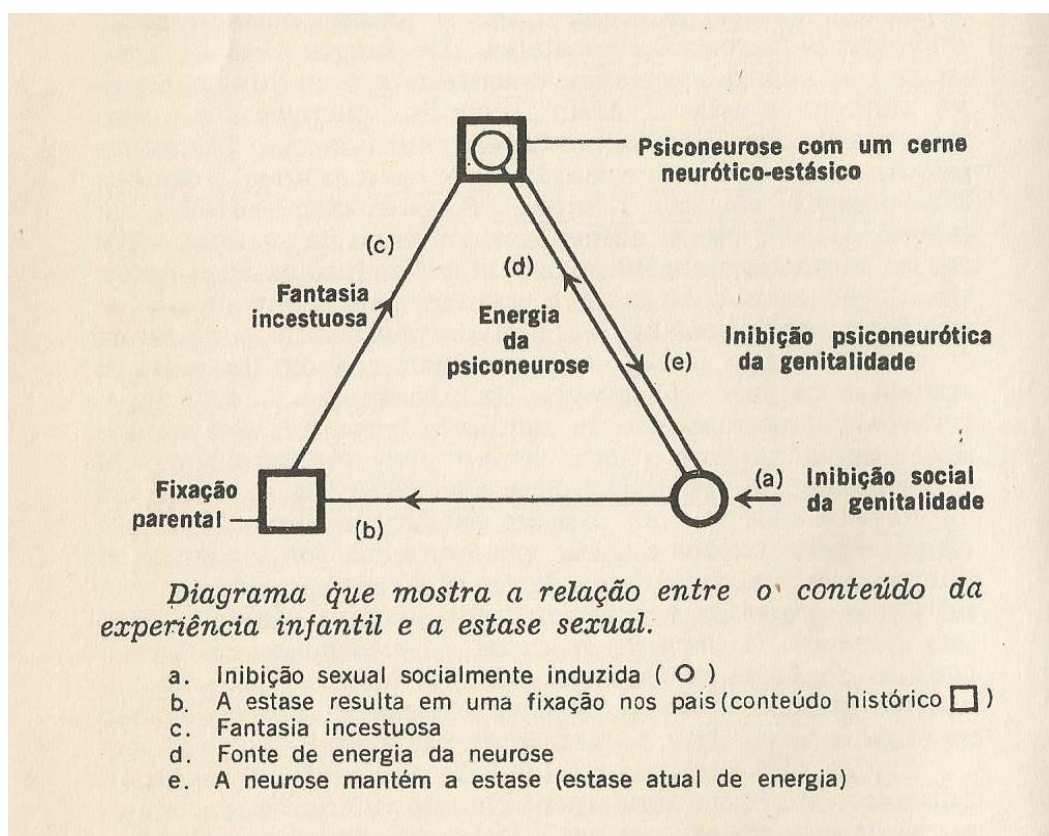 Psiconeurose com um cerne
neurótico-estásico
(c)
(d)
Fantasia
incestuosa
Energia
da
psiconeurose
Inibição psiconeurótica
da genitalidade
(e)
Fixação
parental
(a) Inibição social
da genitalidade
(b)
Diagrama que mostra a relação entre o conteúdo da
experiência infantil e a estase sexual.
a. Inibição sexual socialmente induzida ( O )
b. A estase resulta em uma fixação nos pais (conteúdo histórico □ )
c. Fantasia incestuosa
d. Fonte de energia da neurose
e. A neurose mantém a estase (estase atual de energia)